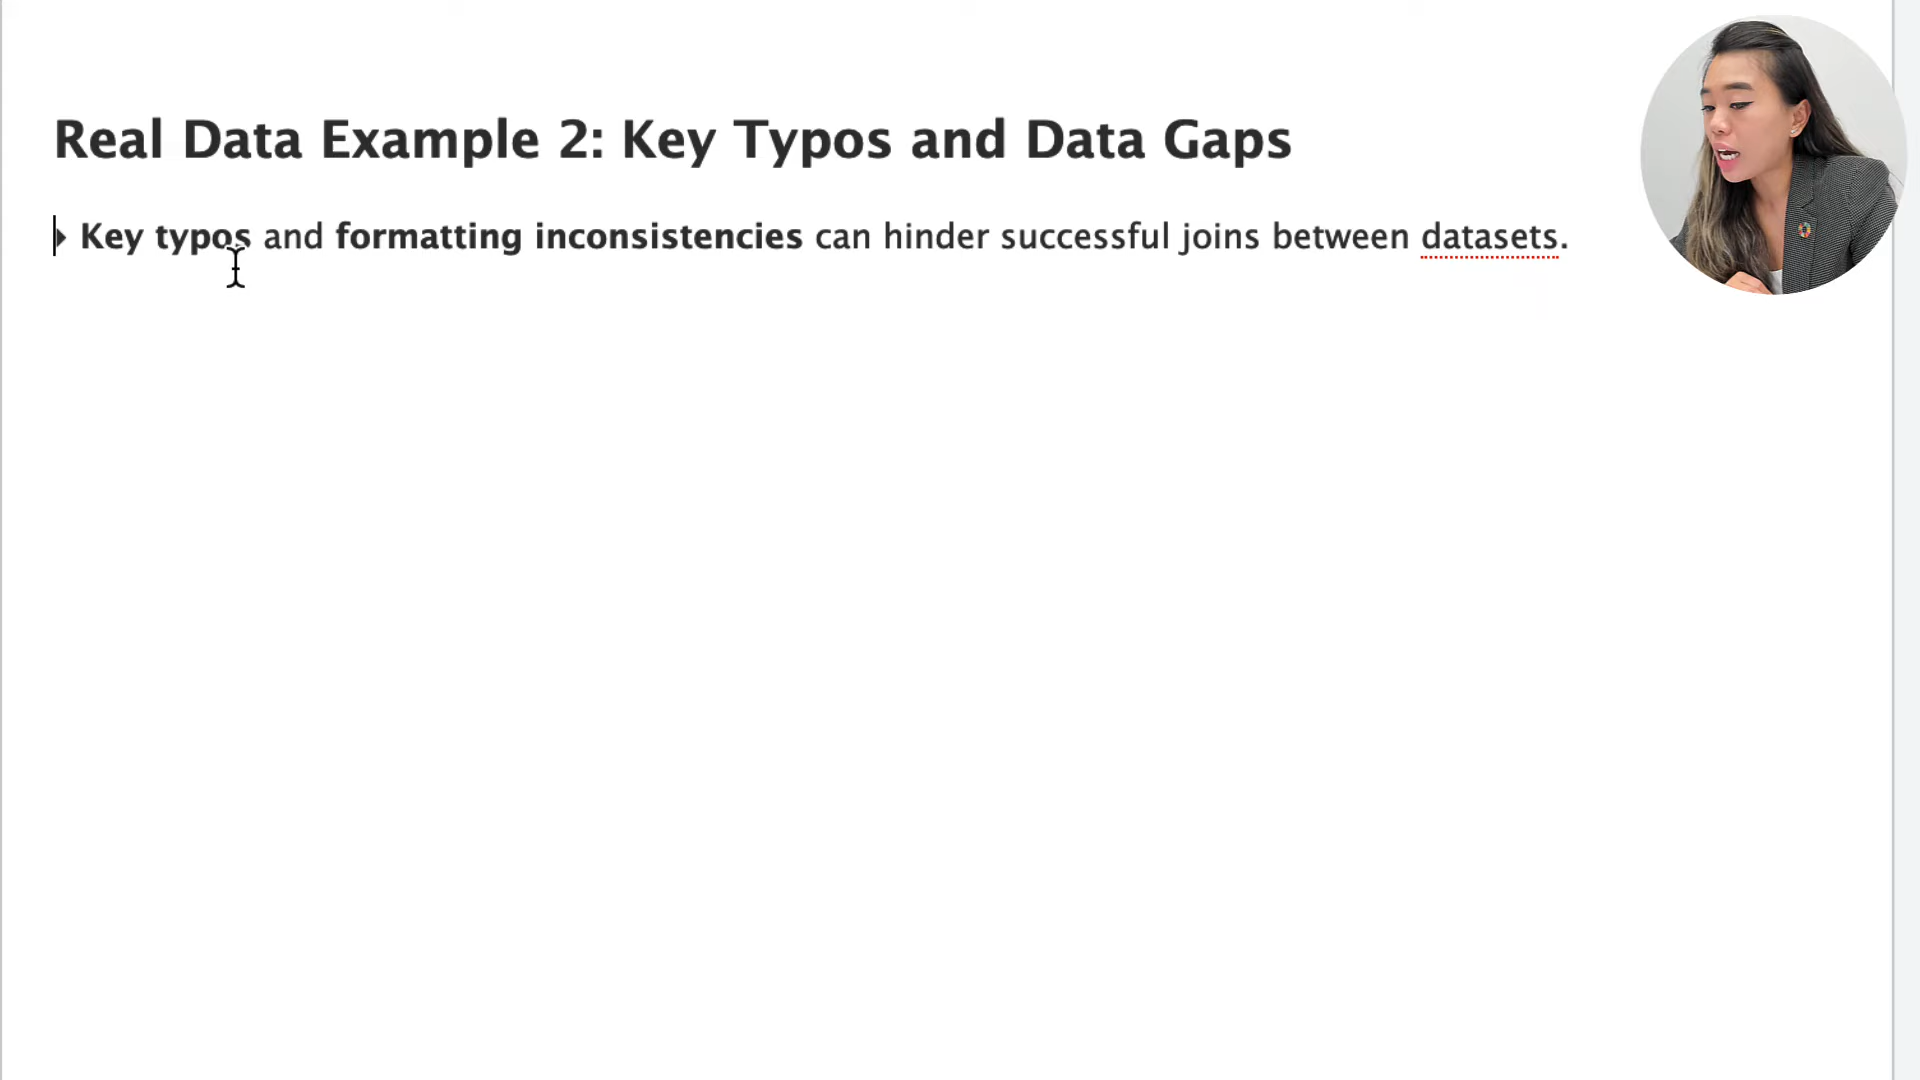 Real Data Example 2: Key Typos and Data Gaps
Key typos and formatting inconsistencies can hinder successful joins between datasets.